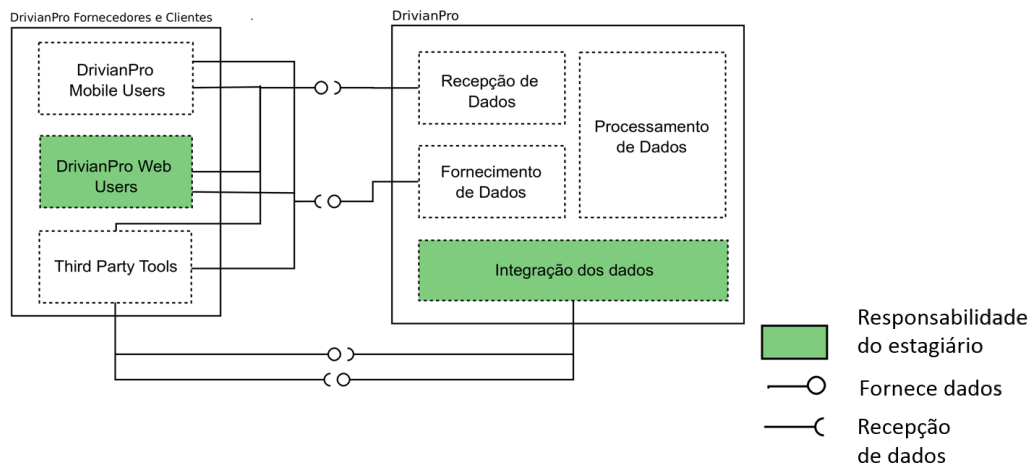 DrivianPro Fornecedores e Clientes
DrivianPro
Mobile Users
DrivianPro Web
Users
Third Party Tools
DrivianPro
Recepção de
Dados
Processamento
de Dados
Fornecimento
de Dados
Integração dos dados
Responsabilidade
do estagiário
Fornece dados
Recepção
de dados